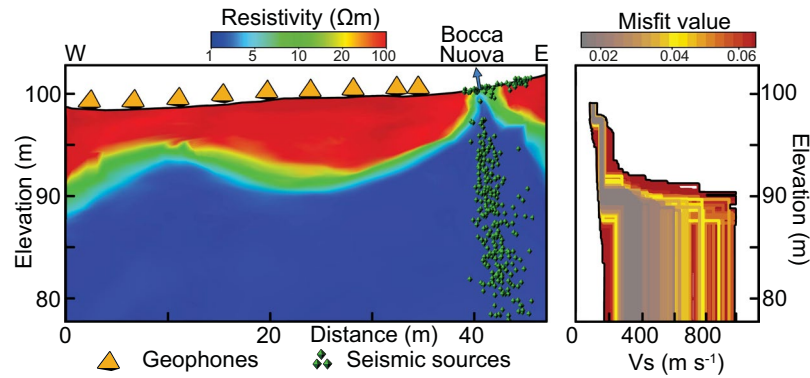 Resistivity (Ωm)
1 5 10 20 100
W
Bocca
Nuova
E
Elevation (m)
100
90
80
0 20 40
Distance (m)
Geophones
Seismic sources
Misfit value
0.02 0.04 0.06
100
90
80
Elevation (m)
0 400 800
Vs (m s⁻¹)